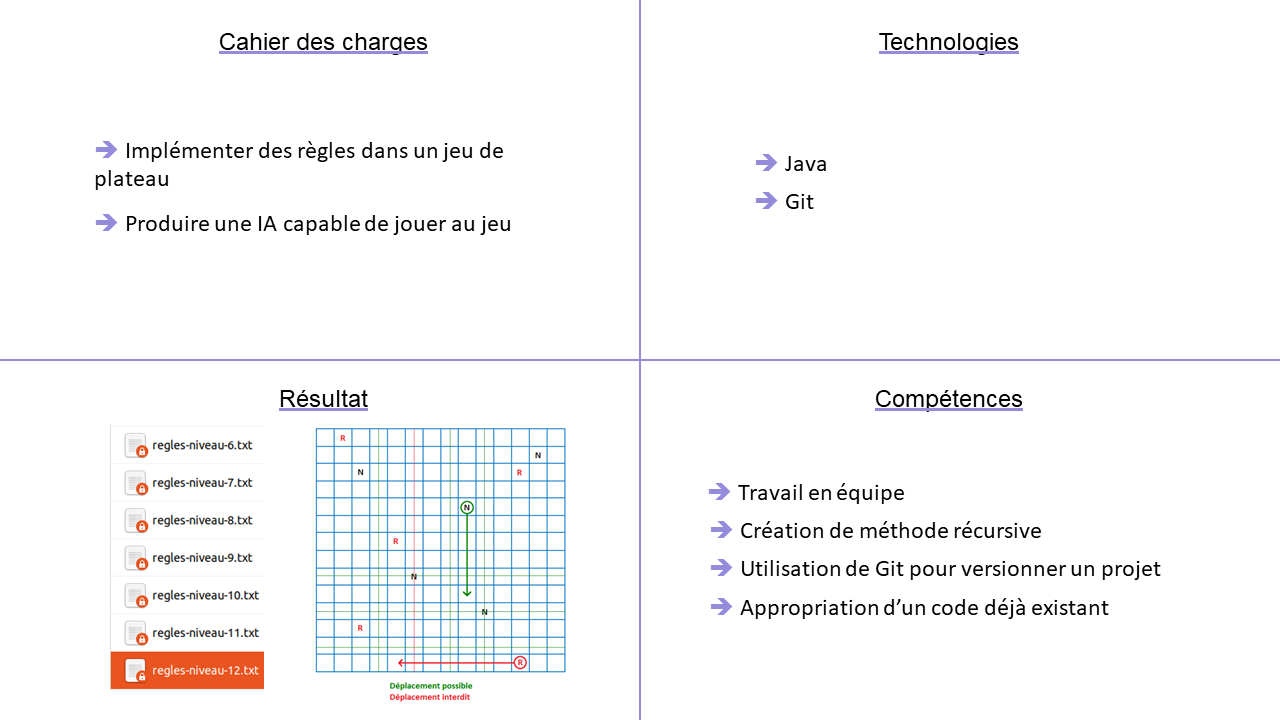 Cahier des charges
➔ Implémenter des règles dans un jeu de
plateau
➔ Produire une IA capable de jouer au jeu
Technologies
➔ Java
➔ Git
Résultat
regles-niveau-6.txt
regles-niveau-7.txt
regles-niveau-8.txt
regles-niveau-9.txt
regles-niveau-10.txt
regles-niveau-11.txt
regles-niveau-12.txt
R
N
N
R
N
R
N
N
R
R
Déplacement possible
Déplacement interdit
Compétences
➔ Travail en équipe
➔ Création de méthode récursive
➔ Utilisation de Git pour versionner un projet
➔ Appropriation d'un code déjà existant